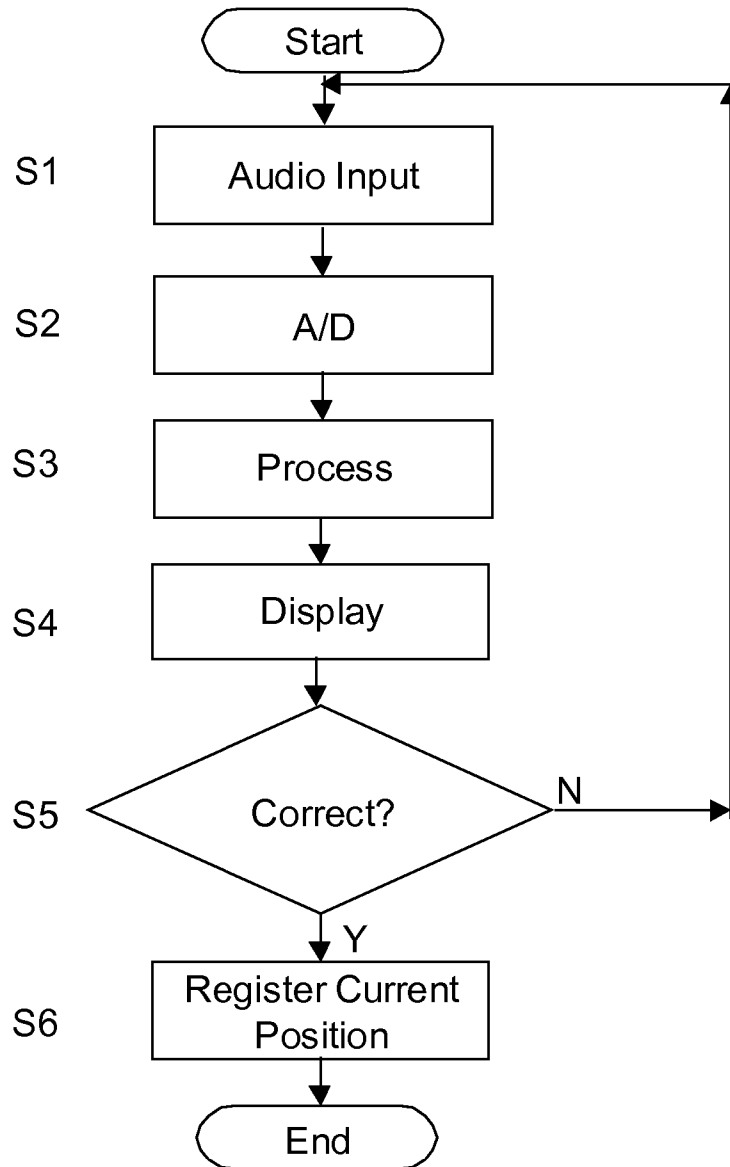 Start
S1
Audio Input
S2
A/D
S3
Process
S4
Display
S5
Correct?
N
Y
S6
Register Current
Position
End